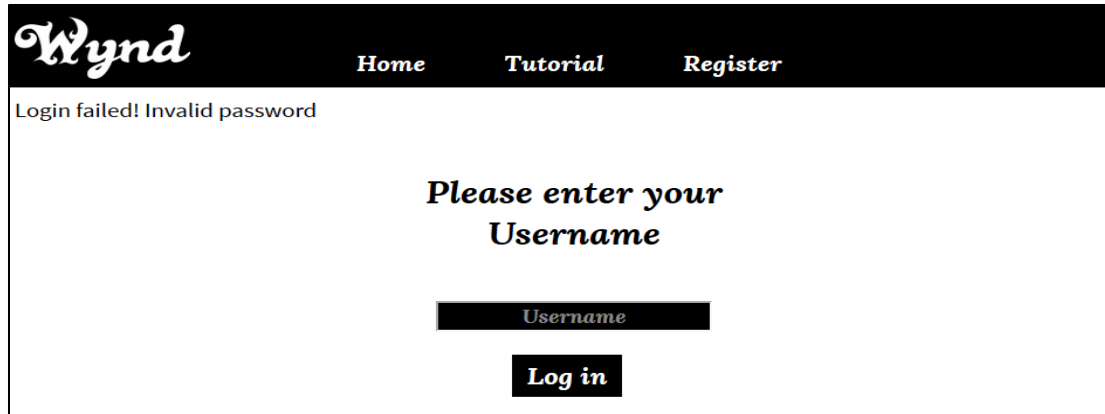 Wynd
Home Tutorial Register
Login failed! Invalid password
Please enter your
Username
Username
Log in